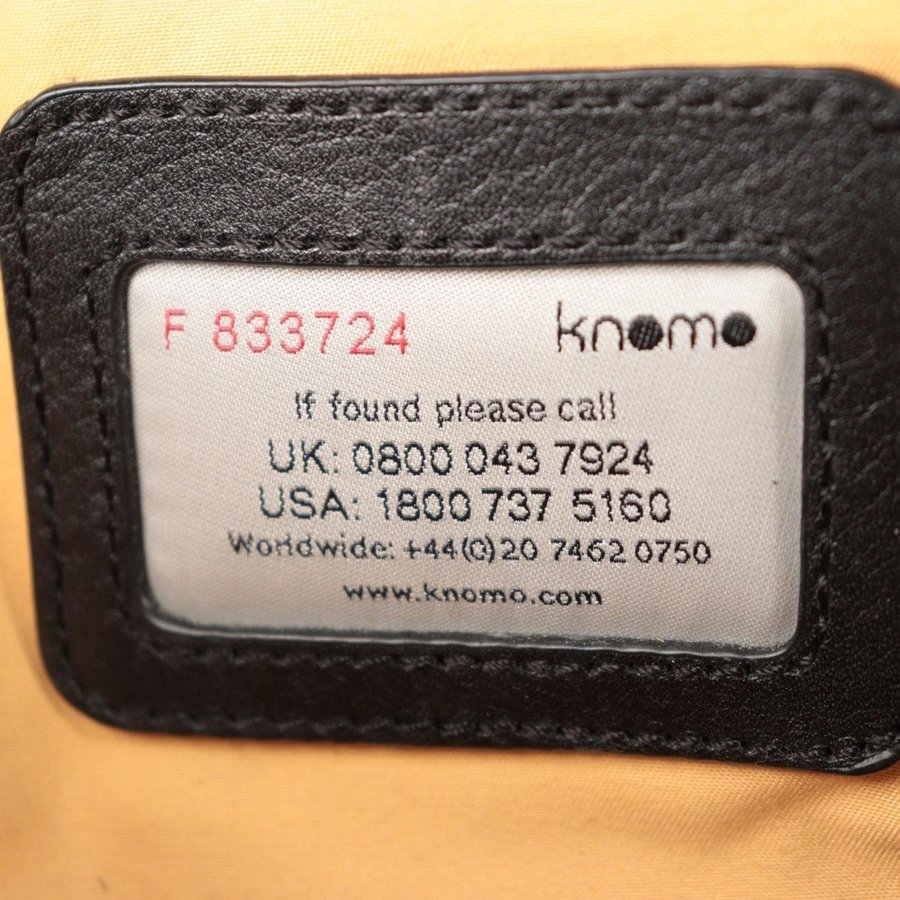 F 833724 knomo
If found please call
UK: 0800 043 7924
USA: 1800 737 5160
Worldwide: +44(0)20 7462 0750
www.knomo.com